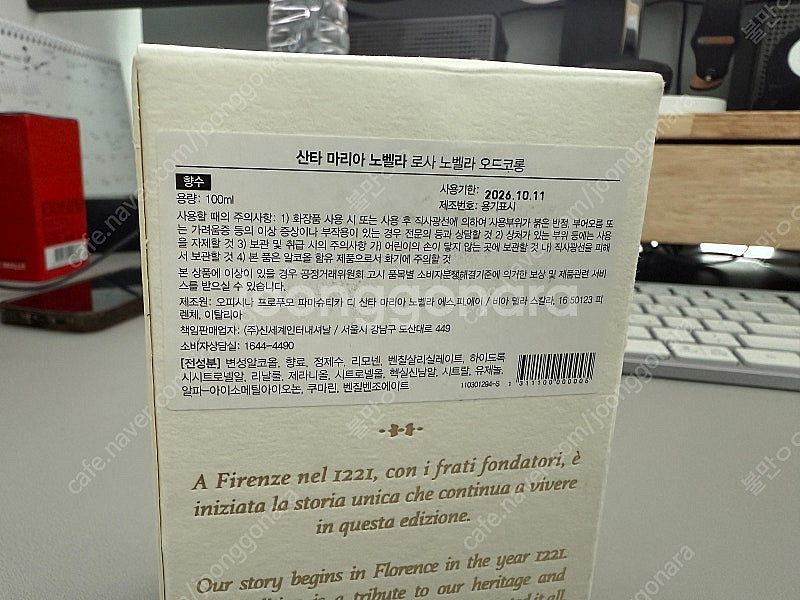 산타 마리아 노벨라 로사 노벨라 오드코롱
향수
용량: 100ml
사용기한: 2026.10.11
제조번호: 용기표시
사용할 때의 주의사항: 1) 화장품 사용 시 또는 사용 후 직사광선에 의하여 사용부위가 붉은 반점, 부어오름 또
는 가려움증 등의 이상 증상이나 부작용이 있는 경우 전문의 등과 상담할 것 2) 상처가 있는 부위 등에는 사용
을 자제할 것 3) 보관 및 취급 시의 주의사항 가) 어린이의 손이 닿지 않는 곳에 보관할 것 나) 직사광선을 피해
서 보관할 것 4) 본 품은 알코올 함유 제품으로서 화기에 주의할 것
본 상품에 이상이 있을 경우 공정거래위원회 고시 품목별 소비자분쟁해결기준에 의거한 보상 및 제품관련 서비
스를 받으실 수 있습니다.
제조원: 오피시나 프로푸모 파마슈티카 디 산타 마리아 노벨라 에스.피.에이 / 비아 델라 스칼라, 16 50123 피
렌체, 이탈리아
책임판매업자: (주)신세계인터내셔날 / 서울시 강남구 도산대로 449
소비자상담실: 1644-4490
[전성분] 변성알코올, 향료, 정제수, 리모넨, 벤질살리실레이트, 하이드록
시시트로넬알, 리날룰, 제라니올, 시트로넬올, 헥실신남알, 시트랄, 유제놀,
알파-아이소메틸아이오논, 쿠마린, 벤질벤조에이트
110301294-S
A Firenze nel 1221, con i frati fondatori, è
iniziata la storia unica che continua a vivere
in questa edizione.
Our story begins in Florence in the year 1221.
is a tribute to our heritage and
it all
joonggonara
cafe.naver.com/joonggonara